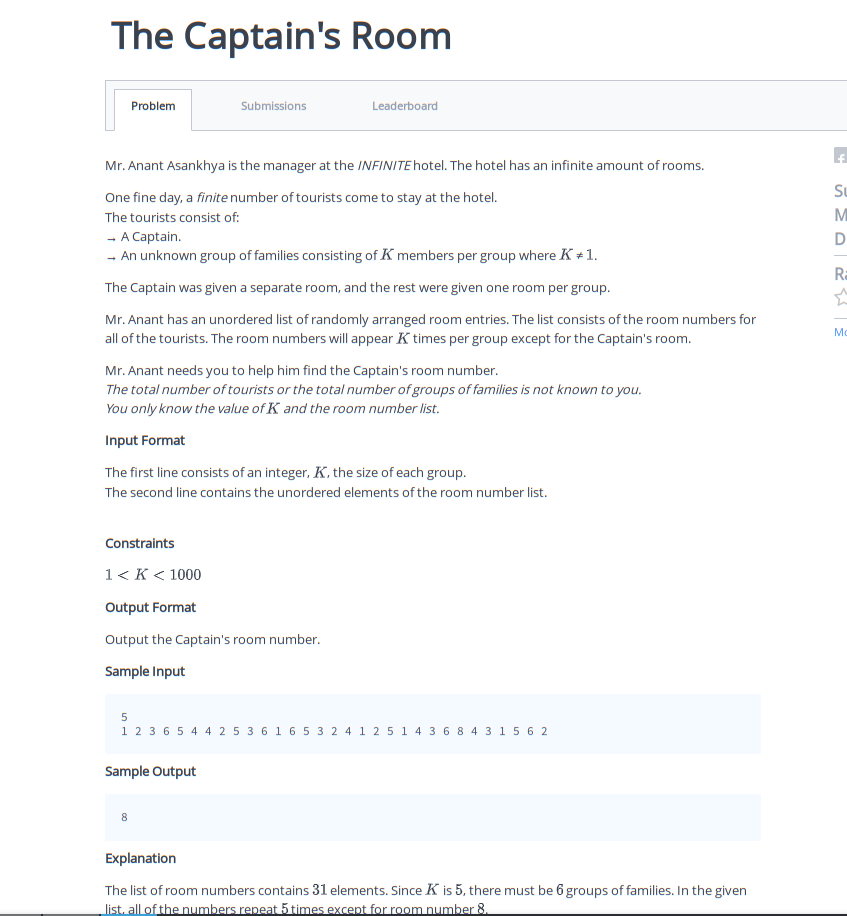 The Captain's Room
Problem
Submissions
Leaderboard
Mr. Anant Asankhya is the manager at the INFINITE hotel. The hotel has an infinite amount of rooms.
One fine day, a finite number of tourists come to stay at the hotel.
The tourists consist of:
→ A Captain.
→ An unknown group of families consisting of K members per group where K ≠ 1.
The Captain was given a separate room, and the rest were given one room per group.
Mr. Anant has an unordered list of randomly arranged room entries. The list consists of the room numbers for
all of the tourists. The room numbers will appear K times per group except for the Captain's room.
Mr. Anant needs you to help him find the Captain's room number.
The total number of tourists or the total number of groups of families is not known to you.
You only know the value of K and the room number list.
Input Format
The first line consists of an integer, K, the size of each group.
The second line contains the unordered elements of the room number list.
Constraints
1 < K < 1000
Output Format
Output the Captain's room number.
Sample Input
5
1 2 3 6 5 4 4 2 5 3 6 1 6 5 3 2 4 1 2 5 1 4 3 6 8 4 3 1 5 6 2
Sample Output
8
Explanation
The list of room numbers contains 31 elements. Since K is 5, there must be 6 groups of families. In the given
list, all of the numbers repeat 5 times except for room number 8.